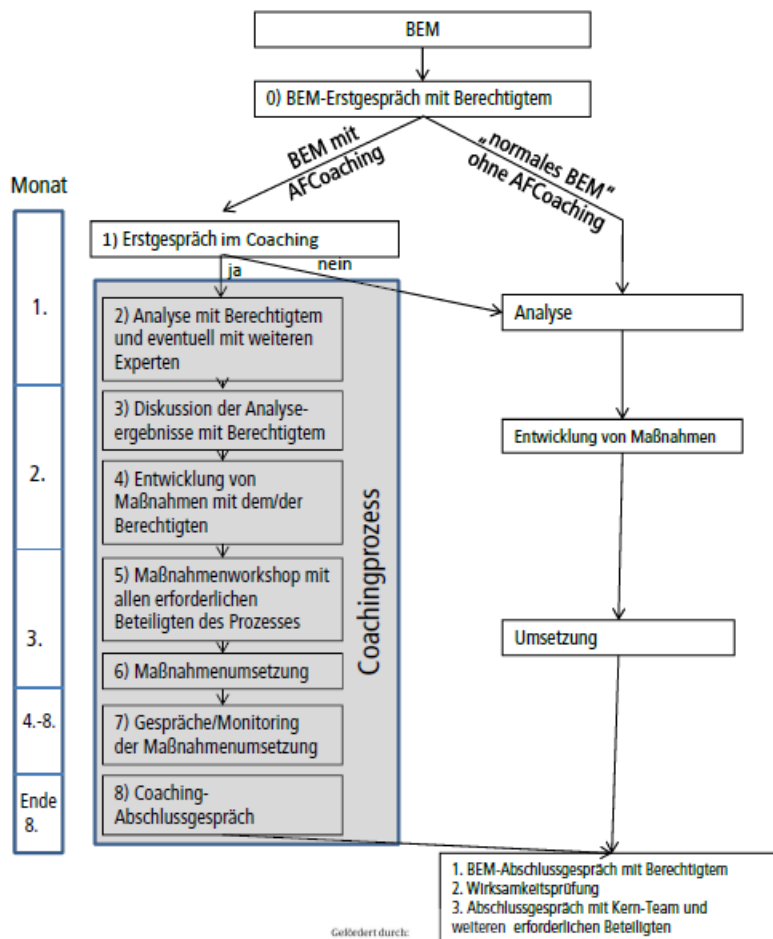 BEM
0) BEM-Erstgespräch mit Berechtigtem
BEM mit
AFCoaching
„normales BEM“
ohne AFCoaching
Monat
1) Erstgespräch im Coaching
ja
nein
1.
2) Analyse mit Berechtigtem
und eventuell mit weiteren
Experten
Analyse
2.
3) Diskussion der Analyse-
ergebnisse mit Berechtigtem
4) Entwicklung von
Maßnahmen mit dem/der
Berechtigten
Entwicklung von Maßnahmen
Coachingprozess
3.
5) Maßnahmenworkshop mit
allen erforderlichen
Beteiligten des Prozesses
6) Maßnahmenumsetzung
Umsetzung
4.-8.
7) Gespräche/Monitoring
der Maßnahmenumsetzung
Ende
8.
8) Coaching-
Abschlussgespräch
1. BEM-Abschlussgespräch mit Berechtigtem
2. Wirksamkeitsprüfung
3. Abschlussgespräch mit Kern-Team und
weiteren erforderlichen Beteiligten
Gefördert durch: